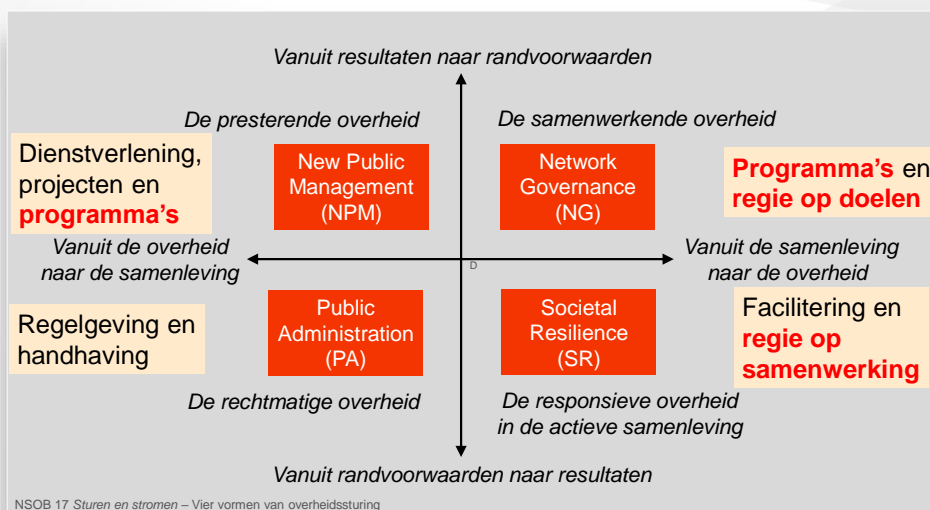 Vanuit resultaten naar randvoorwaarden
De presterende overheid
De samenwerkende overheid
Dienstverlening,
projecten en
programma's
New Public
Management
(NPM)
Network
Governance
(NG)
Programma's en
regie op doelen
Vanuit de overheid
naar de samenleving
D
Vanuit de samenleving
naar de overheid
Regelgeving en
handhaving
Public
Administration
(PA)
Societal
Resilience
(SR)
Facilitering en
regie op
samenwerking
De rechtmatige overheid
De responsieve overheid
in de actieve samenleving
Vanuit randvoorwaarden naar resultaten
NSOB 17 Sturen en stromen – Vier vormen van overheidssturing